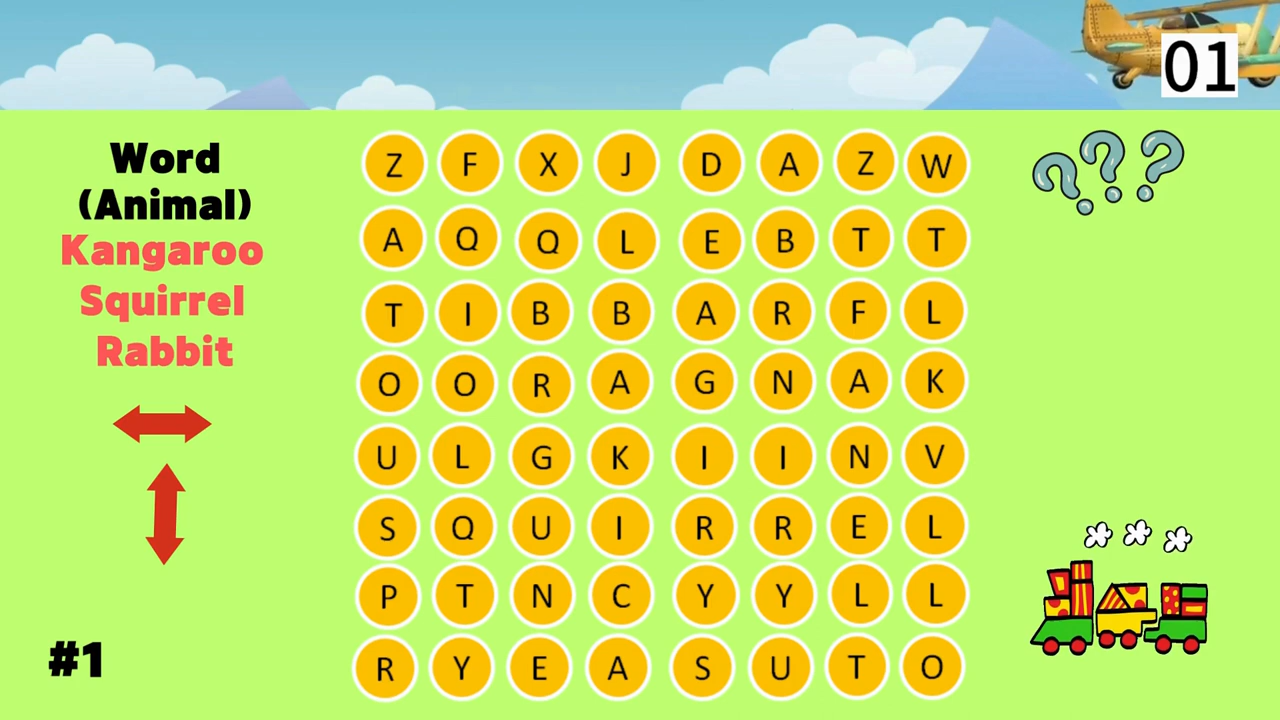 01
Word
(Animal)
Kangaroo
Squirrel
Rabbit
Z F X J D A Z W
A Q Q L E B T T
T I B B A R F L
O O R A G N A K
U L G K I I N V
S Q U I R R E L
P T N C Y Y L L
R Y E A S U T O
#1
???